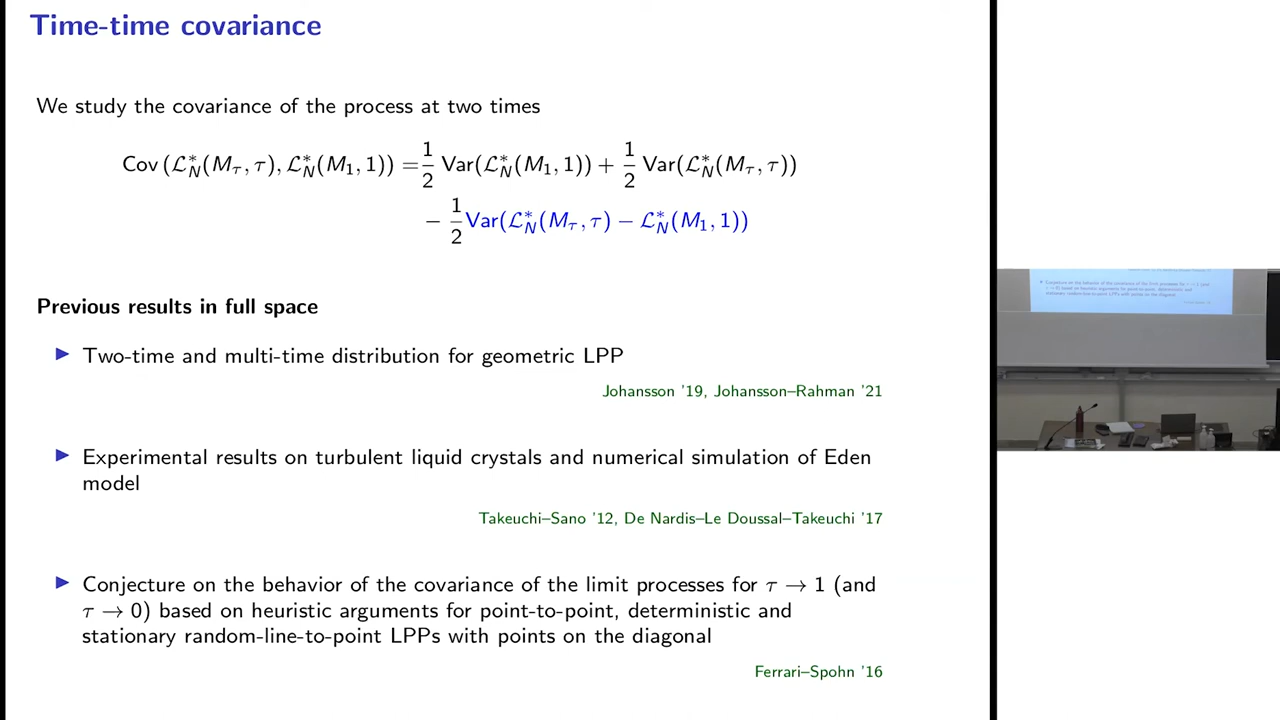 Time-time covariance
We study the covariance of the process at two times
Cov (ℒ*_N(M_τ, τ), ℒ*_N(M_1, 1)) = 1/2 Var(ℒ*_N(M_1, 1)) + 1/2 Var(ℒ*_N(M_τ, τ))
− 1/2 Var(ℒ*_N(M_τ, τ) − ℒ*_N(M_1, 1))
Previous results in full space
▶ Two-time and multi-time distribution for geometric LPP
Johansson '19, Johansson–Rahman '21
▶ Experimental results on turbulent liquid crystals and numerical simulation of Eden
model
Takeuchi–Sano '12, De Nardis–Le Doussal–Takeuchi '17
▶ Conjecture on the behavior of the covariance of the limit processes for τ → 1 (and
τ → 0) based on heuristic arguments for point-to-point, deterministic and
stationary random-line-to-point LPPs with points on the diagonal
Ferrari–Spohn '16